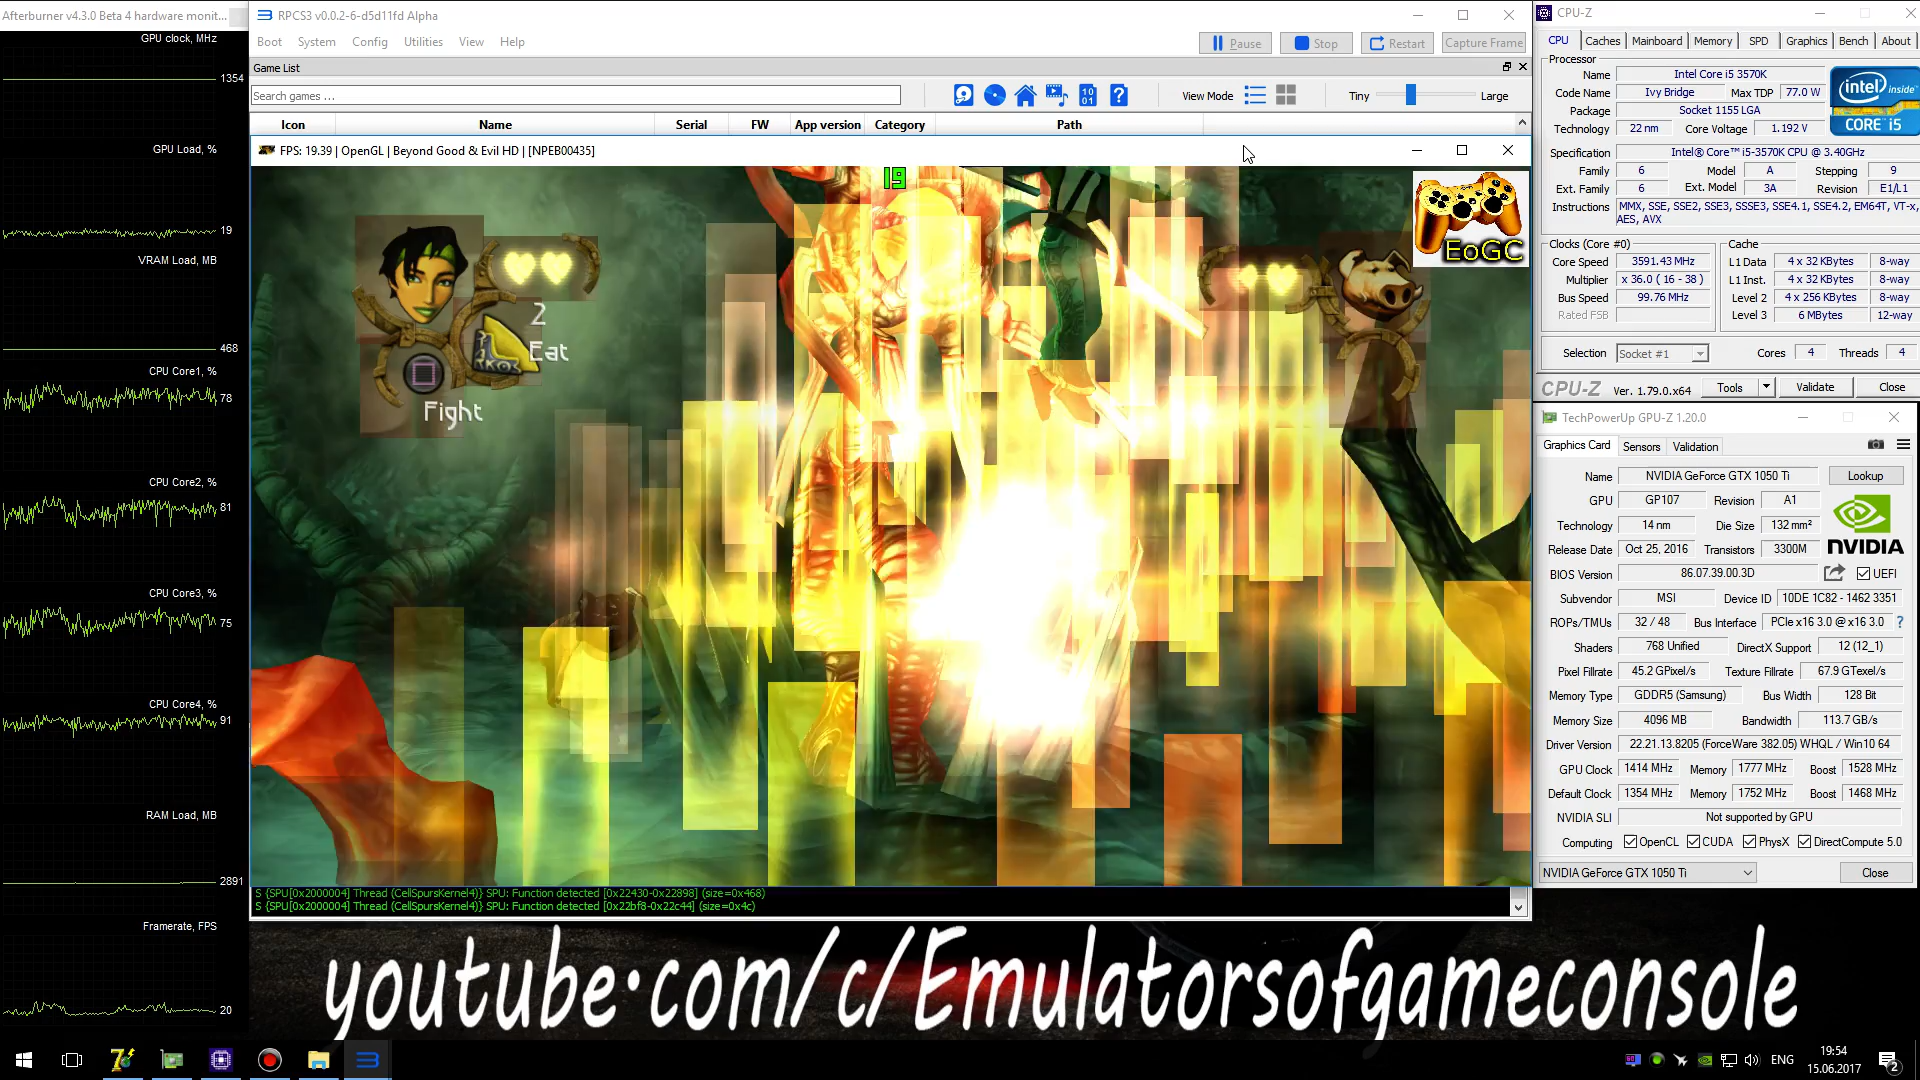 Afterburner v4.3.0 Beta 4 hardware monit...
GPU clock, MHz
1354
GPU Load, %
19
VRAM Load, MB
468
CPU Core1, %
78
CPU Core2, %
81
CPU Core3, %
75
CPU Core4, %
91
RAM Load, MB
2891
Framerate, FPS
20
RPCS3 v0.0.2-6-d5d11fd Alpha
Boot System Config Utilities View Help
Pause Stop Restart Capture Frame
Game List
Search games ...
View Mode Tiny Large
Icon Name Serial FW App version Category Path
FPS: 19.39 | OpenGL | Beyond Good & Evil HD | [NPEB00435]
19
EoGC
2
Eat
Fight
S {SPU[0x2000004] Thread (CellSpursKernel4)} SPU: Function detected [0x22430-0x22898] (size=0x468)
S {SPU[0x2000004] Thread (CellSpursKernel4)} SPU: Function detected [0x22bf8-0x22c44] (size=0x4c)
youtube.com/c/Emulatorsofgameconsole
CPU-Z
CPU Caches Mainboard Memory SPD Graphics Bench About
Processor
Name Intel Core i5 3570K
Code Name Ivy Bridge Max TDP 77.0 W
Package Socket 1155 LGA
Technology 22 nm Core Voltage 1.192 V
intel inside™
CORE i5
Specification Intel® Core™ i5-3570K CPU @ 3.40GHz
Family 6 Model A Stepping 9
Ext. Family 6 Ext. Model 3A Revision E1/L1
Instructions MMX, SSE, SSE2, SSE3, SSSE3, SSE4.1, SSE4.2, EM64T, VT-x,
AES, AVX
Clocks (Core #0)
Core Speed 3591.43 MHz
Multiplier x 36.0 ( 16 - 38 )
Bus Speed 99.76 MHz
Rated FSB
Cache
L1 Data 4 x 32 KBytes 8-way
L1 Inst. 4 x 32 KBytes 8-way
Level 2 4 x 256 KBytes 8-way
Level 3 6 MBytes 12-way
Selection Socket #1 Cores 4 Threads 4
CPU-Z Ver. 1.79.0.x64 Tools Validate Close
TechPowerUp GPU-Z 1.20.0
Graphics Card Sensors Validation
Name NVIDIA GeForce GTX 1050 Ti Lookup
GPU GP107 Revision A1
Technology 14 nm Die Size 132 mm²
Release Date Oct 25, 2016 Transistors 3300M
NVIDIA
BIOS Version 86.07.39.00.3D UEFI
Subvendor MSI Device ID 10DE 1C82 - 1462 3351
ROPs/TMUs 32 / 48 Bus Interface PCIe x16 3.0 @ x16 3.0 ?
Shaders 768 Unified DirectX Support 12 (12_1)
Pixel Fillrate 45.2 GPixel/s Texture Fillrate 67.9 GTexel/s
Memory Type GDDR5 (Samsung) Bus Width 128 Bit
Memory Size 4096 MB Bandwidth 113.7 GB/s
Driver Version 22.21.13.8205 (ForceWare 382.05) WHQL / Win10 64
GPU Clock 1414 MHz Memory 1777 MHz Boost 1528 MHz
Default Clock 1354 MHz Memory 1752 MHz Boost 1468 MHz
NVIDIA SLI Not supported by GPU
Computing OpenCL CUDA PhysX DirectCompute 5.0
NVIDIA GeForce GTX 1050 Ti Close
ENG
19:54
15.06.2017
2